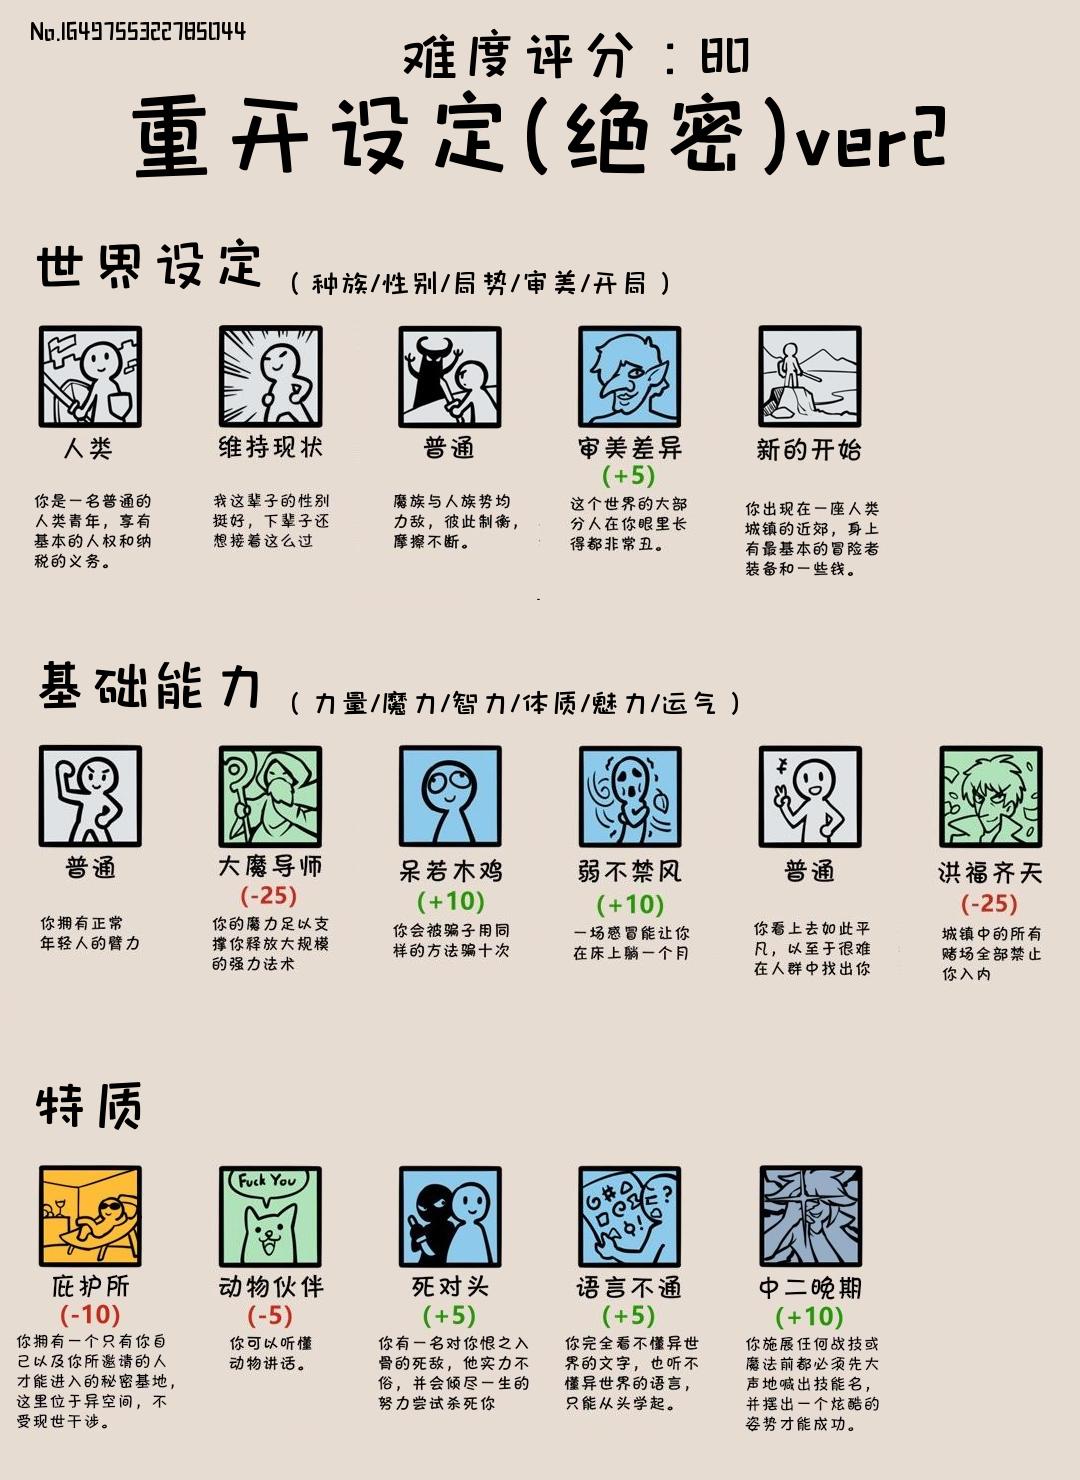 No.1649755322785044
难度评分：80
重开设定(绝密)ver2
世界设定（种族/性别/局势/审美/开局）
人类
你是一名普通的
人类青年，享有
基本的人权和纳
税的义务。
维持现状
我这辈子的性别
挺好，下辈子还
想接着这么过
普通
魔族与人族势均
力敌，彼此制衡，
摩擦不断。
审美差异
(+5)
这个世界的大部
分人在你眼里长
得都非常丑。
新的开始
你出现在一座人类
城镇的近郊，身上
有最基本的冒险者
装备和一些钱。
基础能力（力量/魔力/智力/体质/魅力/运气）
普通
你拥有正常
年轻人的臂力
大魔导师
(-25)
你的魔力足以支
撑你释放大规模
的强力法术
呆若木鸡
(+10)
你会被骗子用同
样的方法骗十次
弱不禁风
(+10)
一场感冒能让你
在床上躺一个月
普通
你看上去如此平
凡，以至于很难
在人群中找出你
洪福齐天
(-25)
城镇中的所有
赌场全部禁止
你入内
特质
庇护所
(-10)
你拥有一个只有你自
己以及你所邀请的人
才能进入的秘密基地，
这里位于异空间，不
受现世干涉。
Fuck You
动物伙伴
(-5)
你可以听懂
动物讲话。
死对头
(+5)
你有一名对你恨之入
骨的死敌，他实力不
俗，并会倾尽一生的
努力尝试杀死你
语言不通
(+5)
你完全看不懂异世
界的文字，也听不
懂异世界的语言，
只能从头学起。
中二晚期
(+10)
你施展任何战技或
魔法前都必须先大
声地喊出技能名，
并摆出一个炫酷的
姿势才能成功。